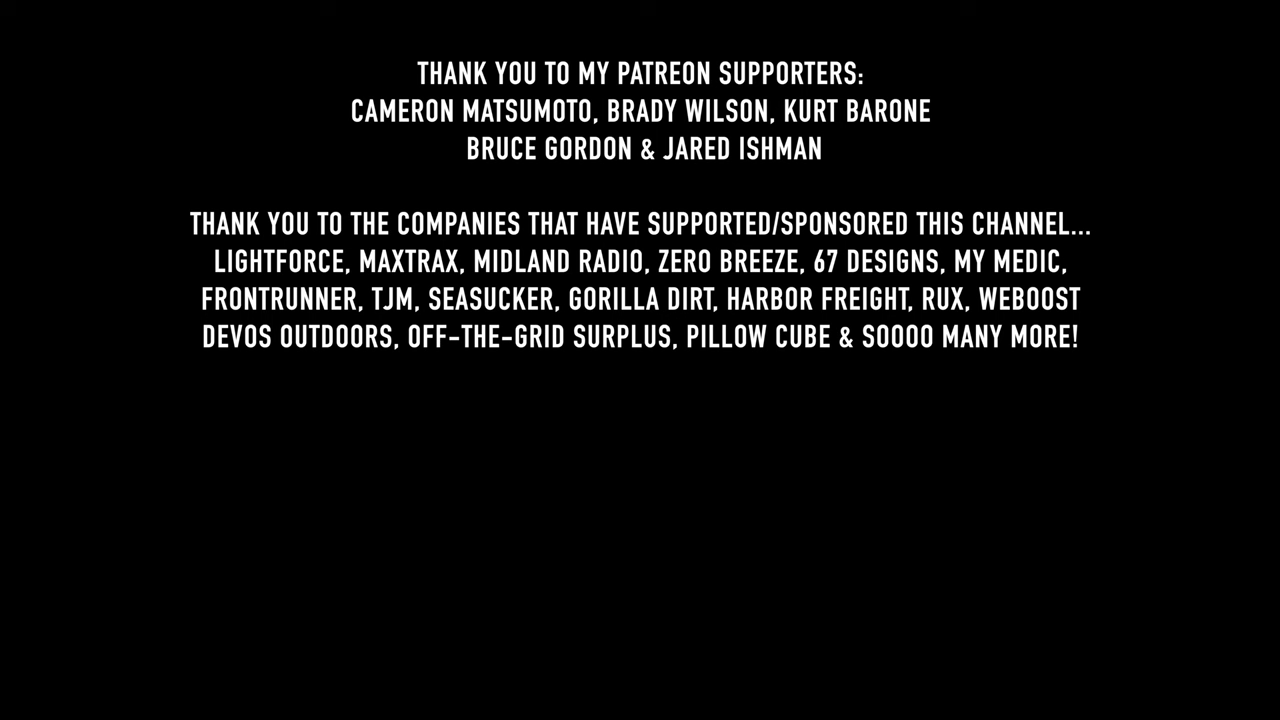 THANK YOU TO MY PATREON SUPPORTERS:
CAMERON MATSUMOTO, BRADY WILSON, KURT BARONE
BRUCE GORDON & JARED ISHMAN
THANK YOU TO THE COMPANIES THAT HAVE SUPPORTED/SPONSORED THIS CHANNEL...
LIGHTFORCE, MAXTRAX, MIDLAND RADIO, ZERO BREEZE, 67 DESIGNS, MY MEDIC,
FRONTRUNNER, TJM, SEASUCKER, GORILLA DIRT, HARBOR FREIGHT, RUX, WEBOOST
DEVOS OUTDOORS, OFF-THE-GRID SURPLUS, PILLOW CUBE & SOOOO MANY MORE!